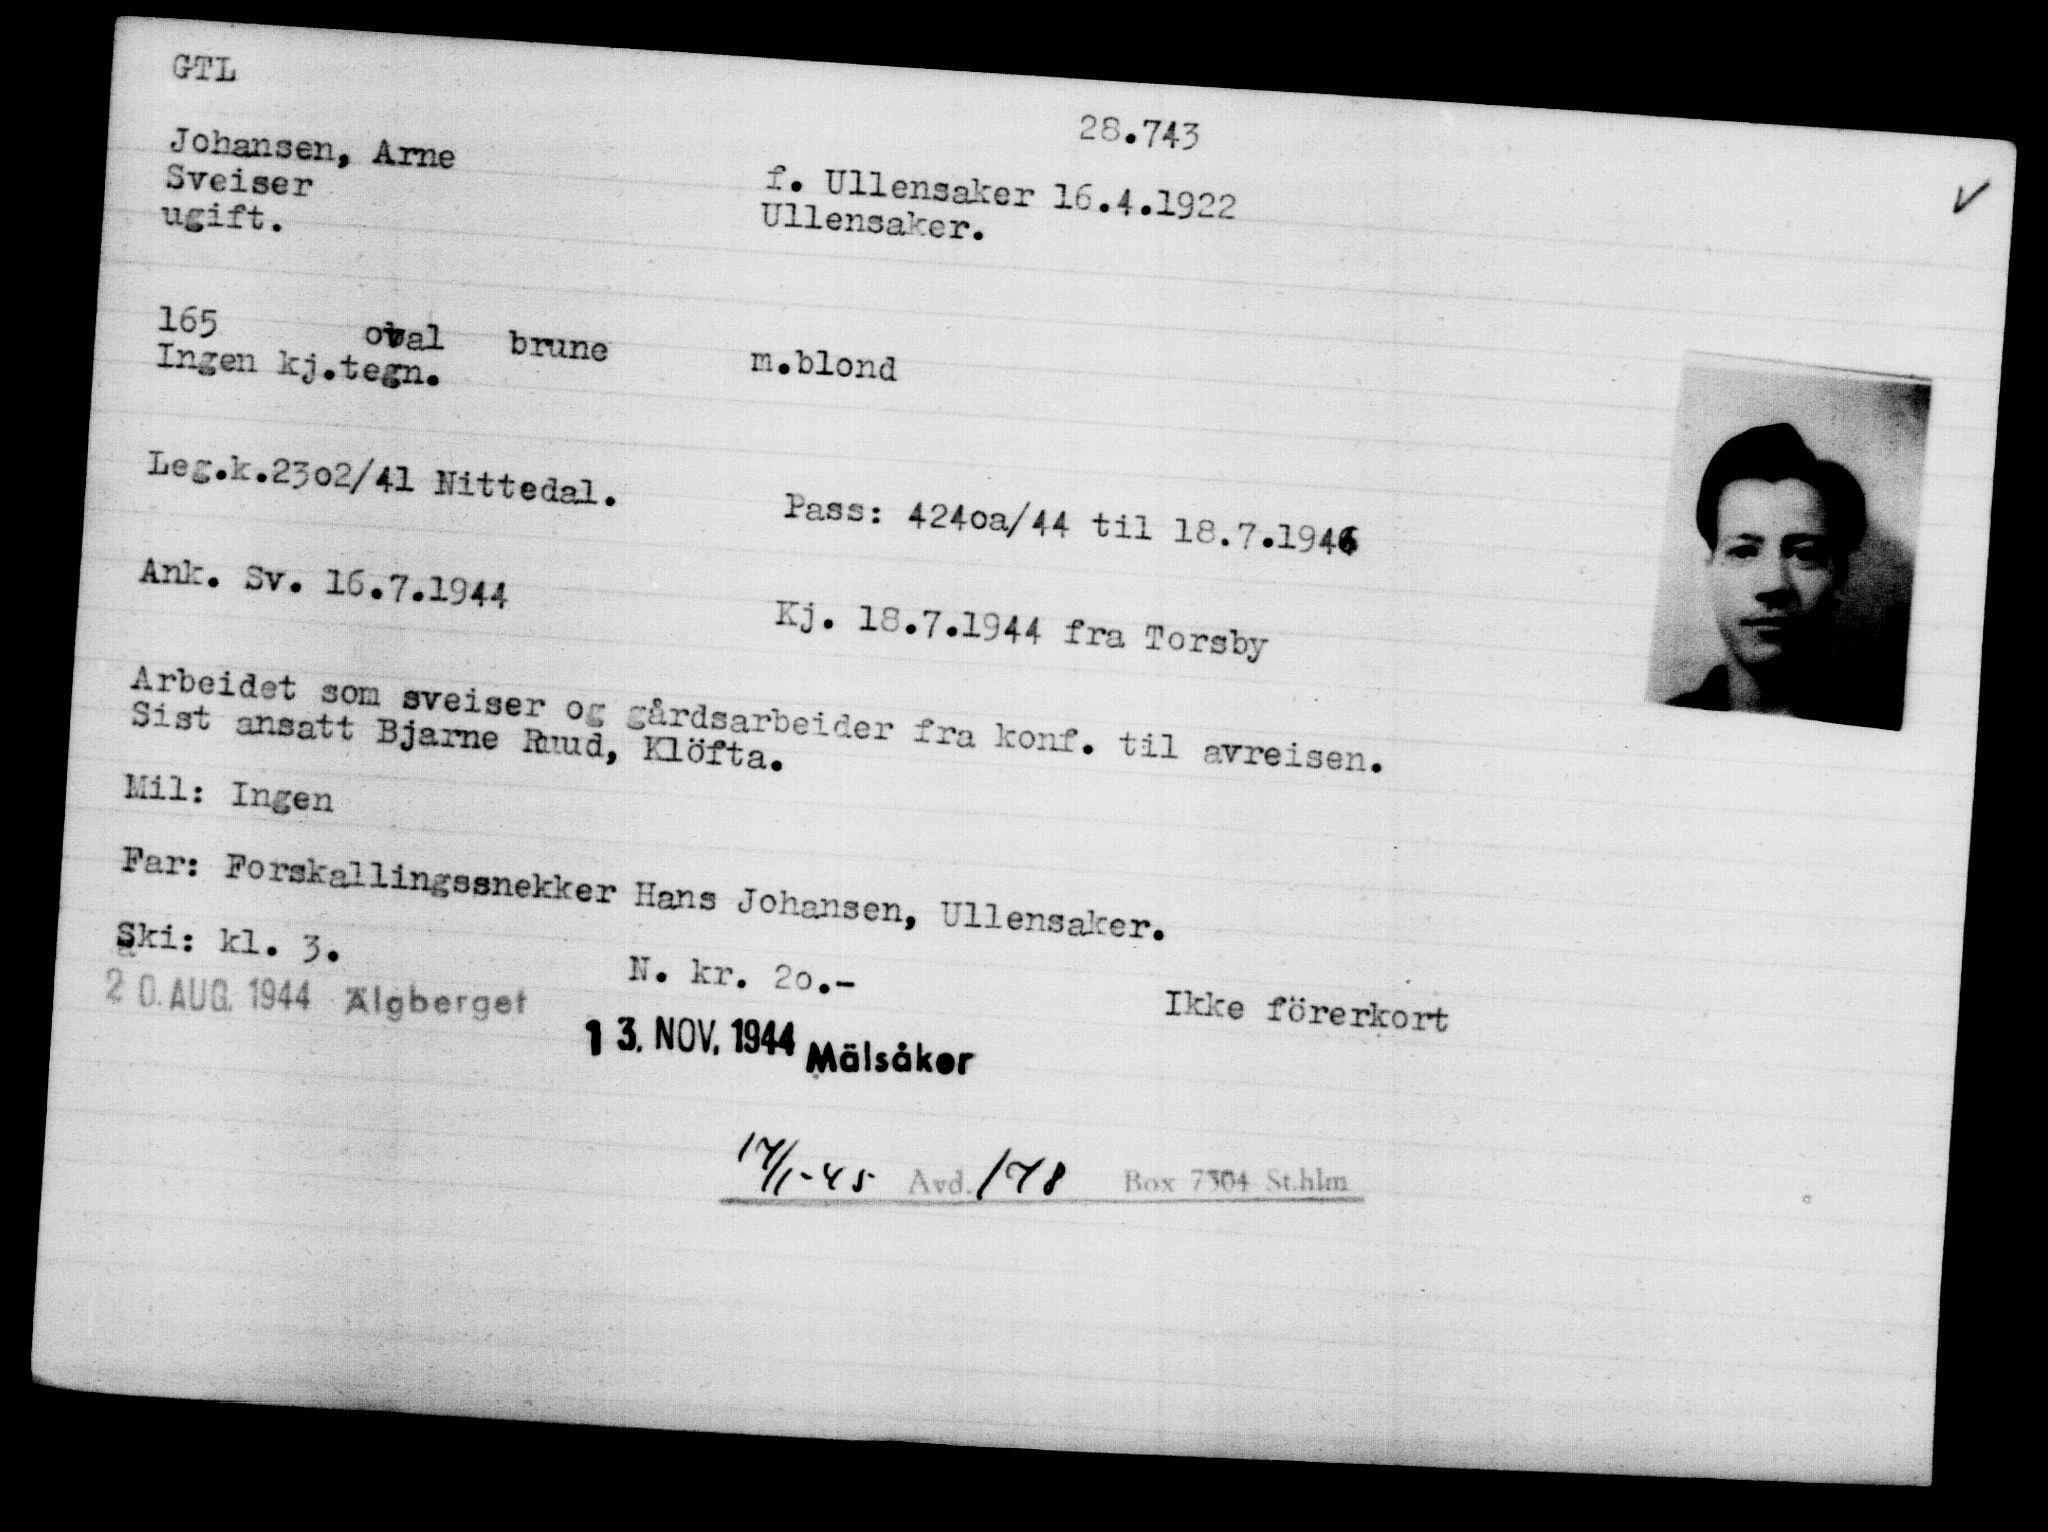 GTL
28.743
Johansen, Arne
f. Ullensaker 16.4.1922
Sveiser
Ullensaker.
ugift.
165 oval brune m.blond
Ingen kj.tegn.
Leg.k.23o2/41 Nittedal.
Pass: 424oa/44 til 18.7.1946
Ank. Sv. 16.7.1944
Kj. 18.7.1944 fra Torsby
Arbeidet som sveiser og gårdsarbeider fra konf. til avreisen.
Sist ansatt Bjarne Ruud, Klöfta.
Mil: Ingen
Far: Forskallingssnekker Hans Johansen, Ullensaker.
Ski: kl. 3.
N. kr. 2o.-
Ikke förerkort
20. AUG. 1944 Älgberget
13. NOV. 1944 Mälsåker
17/1-45 Avd. 178 Box 7304 St.hlm